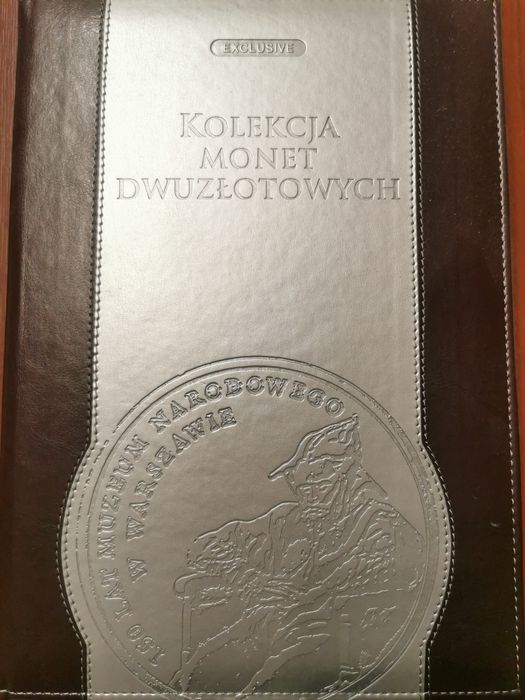 EXCLUSIVE
KOLEKCJA
MONET
DWUZŁOTOWYCH
150 LAT MUZEUM NARODOWEGO
W WARSZAWIE